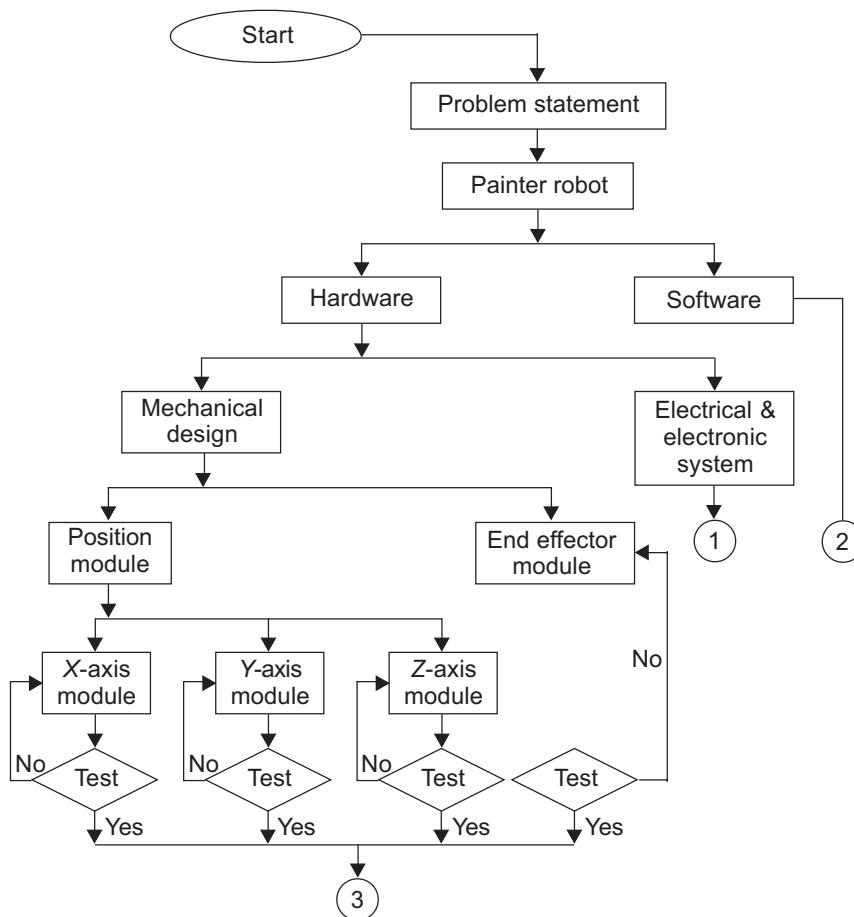 Start
Problem statement
Painter robot
Hardware
Software
Mechanical
design
Electrical &
electronic
system
Position
module
End effector
module
1
2
X-axis
module
Y-axis
module
Z-axis
module
No
No
No
No
Test
Test
Test
Test
Yes
Yes
Yes
Yes
3